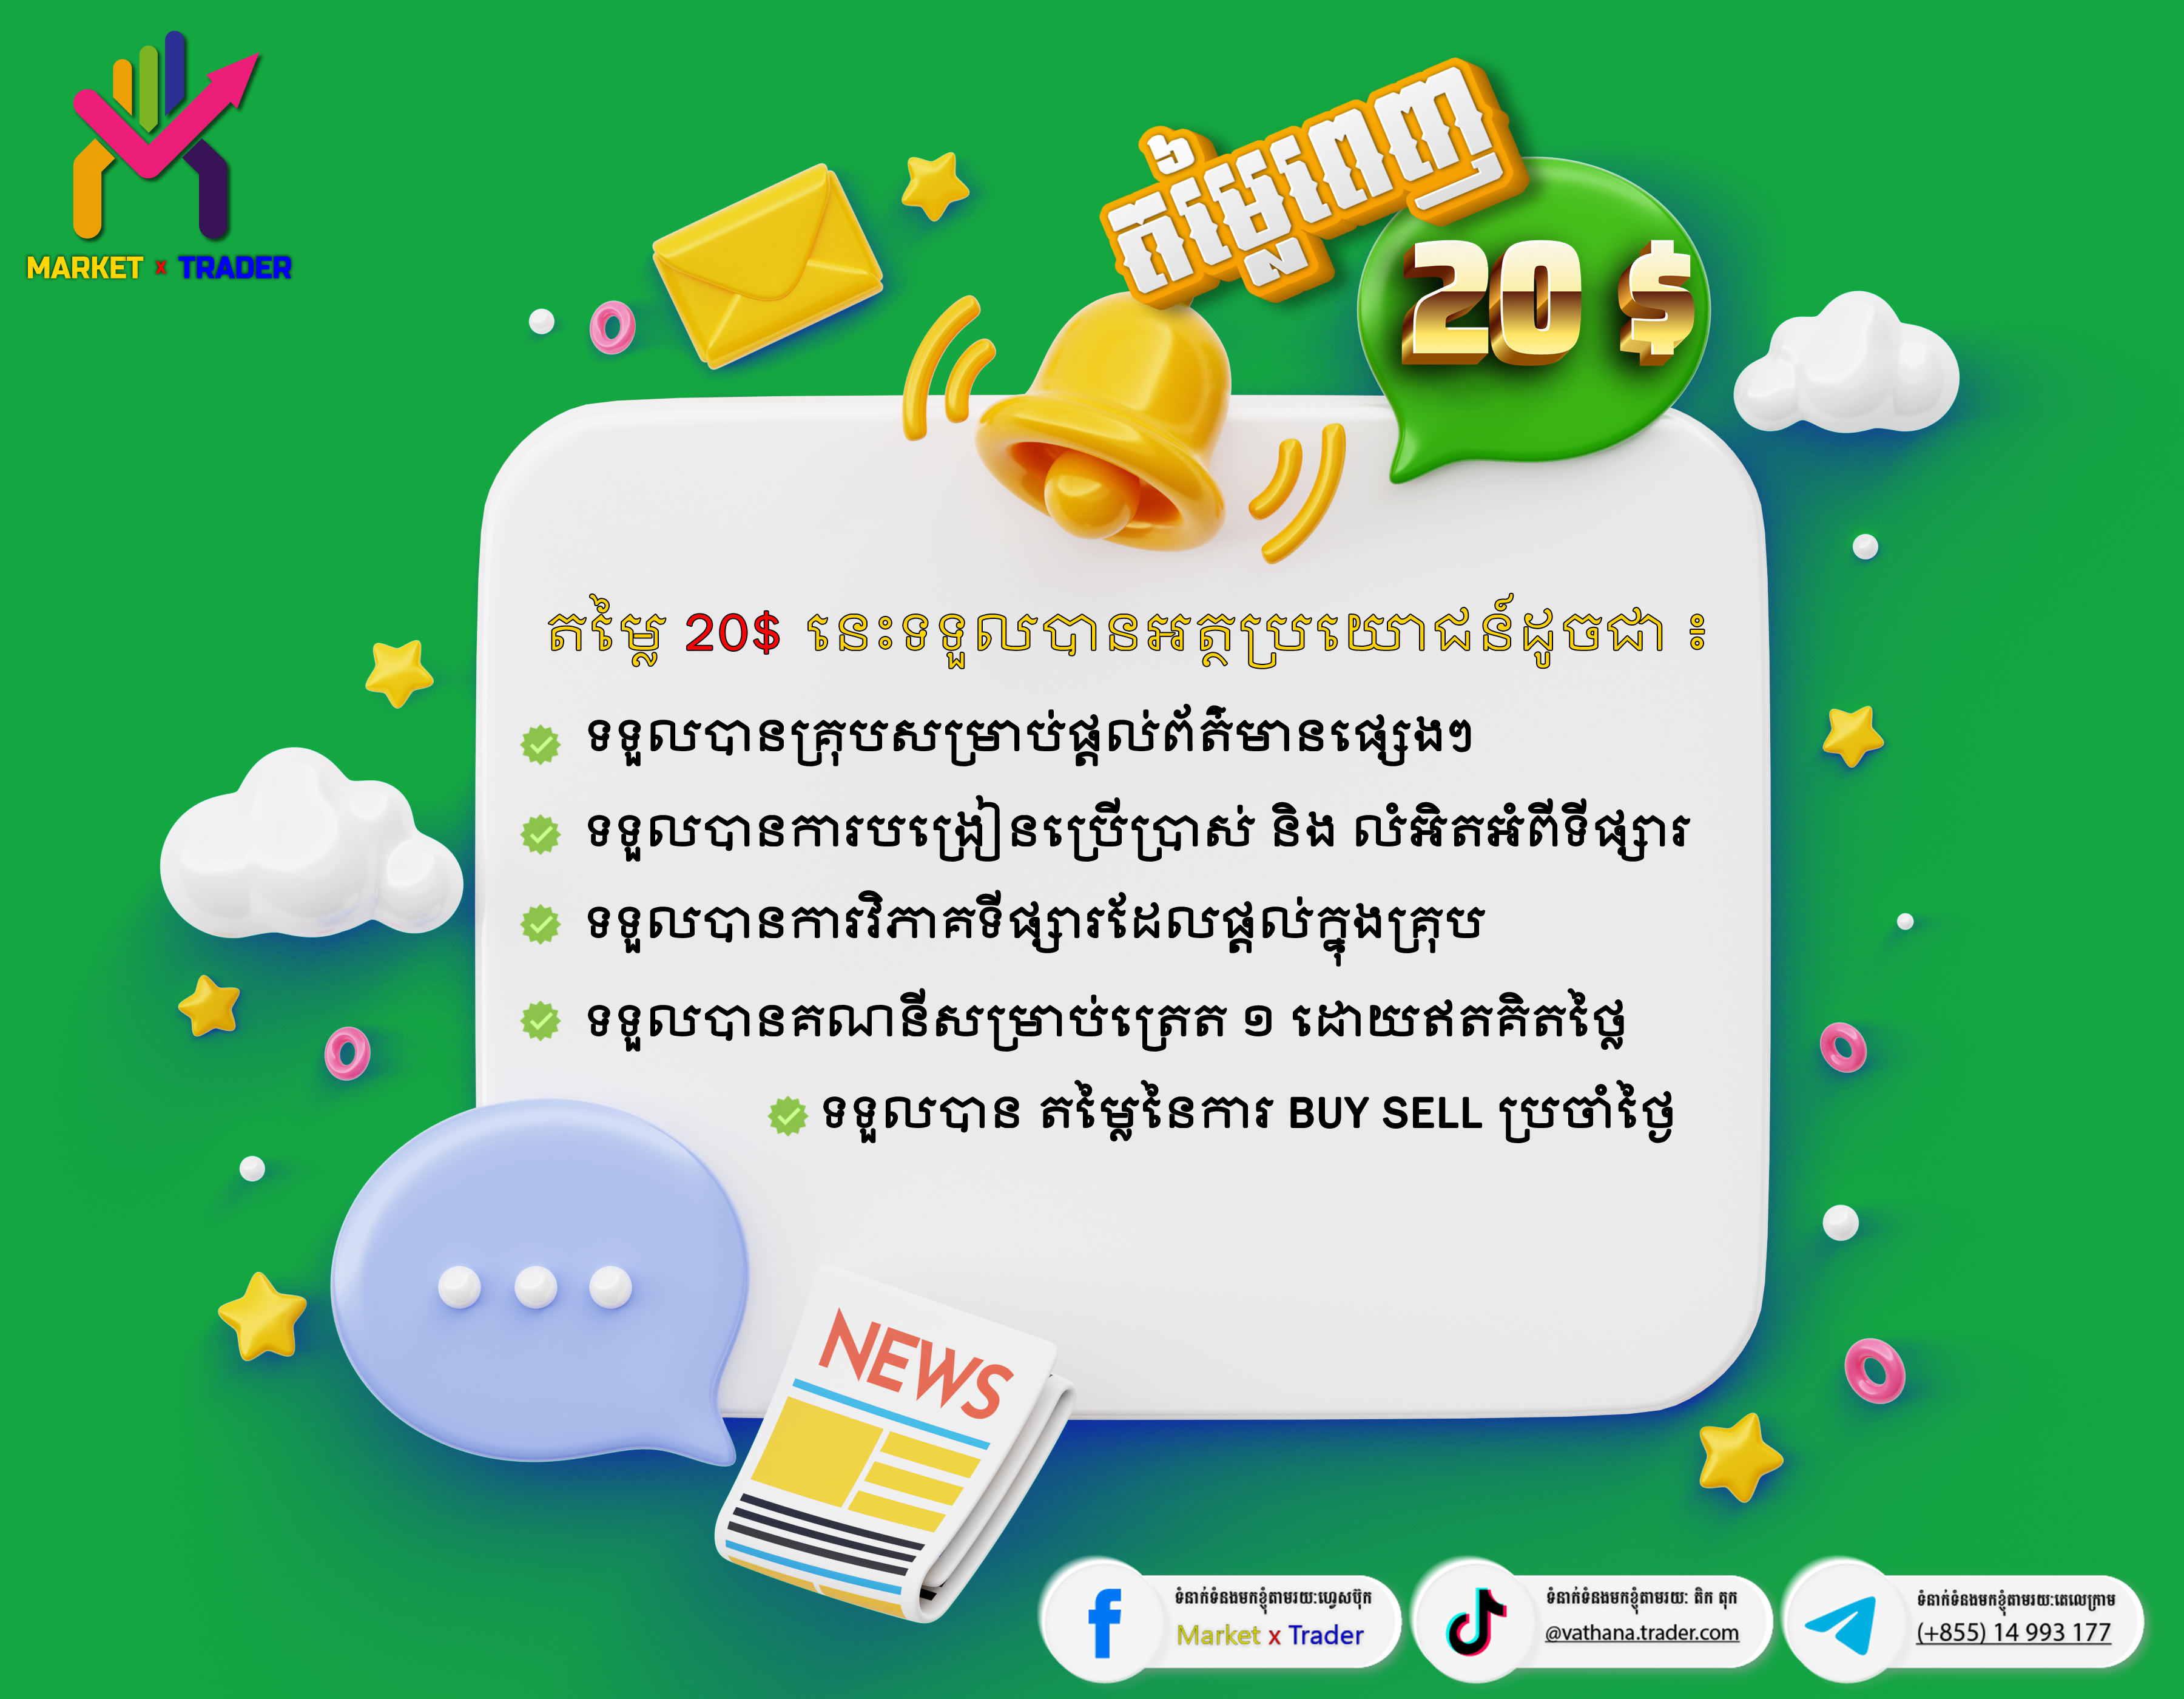 MARKET x TRADER
តំម្លៃពេញ
20 $
តម្លៃ 20$ នេះទទួលបានអត្ថប្រយោជន៍ដូចជា ៖
ទទួលបានគ្រុបសម្រាប់ផ្តល់ព័ត៌មានផ្សេងៗ
ទទួលបានការបង្រៀនប្រើប្រាស់ និង លំអិតអំពីទីផ្សារ
ទទួលបានការវិភាគទីផ្សារដែលផ្តល់ក្នុងគ្រុប
ទទួលបានគណនីសម្រាប់ត្រេត ១ ដោយឥតគិតថ្លៃ
ទទួលបាន តម្លៃនៃការ BUY SELL ប្រចាំថ្ងៃ
NEWS
ទំនាក់ទំនងមកខ្ញុំតាមរយៈហ្វេសប៊ុក
Market x Trader
ទំនាក់ទំនងមកខ្ញុំតាមរយៈ តិក តុក
@vathana.trader.com
ទំនាក់ទំនងមកខ្ញុំតាមរយៈតេលេក្រាម
(+855) 14 993 177